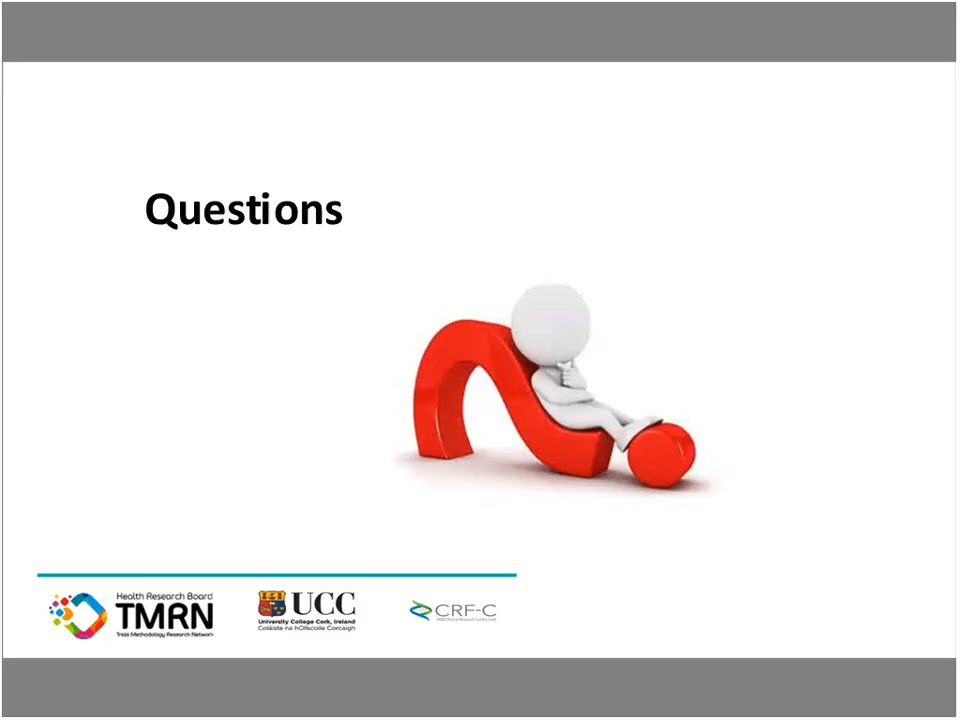 Questions
Health Research Board
TMRN
Trials Methodology Research Network
UCC
University College Cork, Ireland
Coláiste na hOllscoile Corcaigh
CRF-C